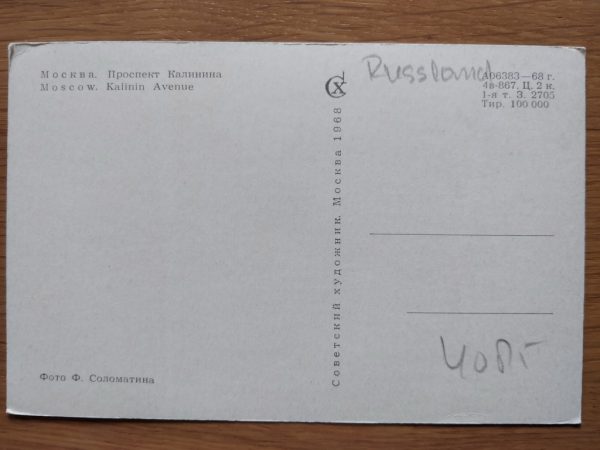 Москва. Проспект Калинина
Moscow. Kalinin Avenue
Фото Ф. Соломатина
Советский художник. Москва 1968
СХ
Russland
А06383—68 г.
4в-867. Ц. 2 к.
1-я т. З. 2705
Тир. 100 000